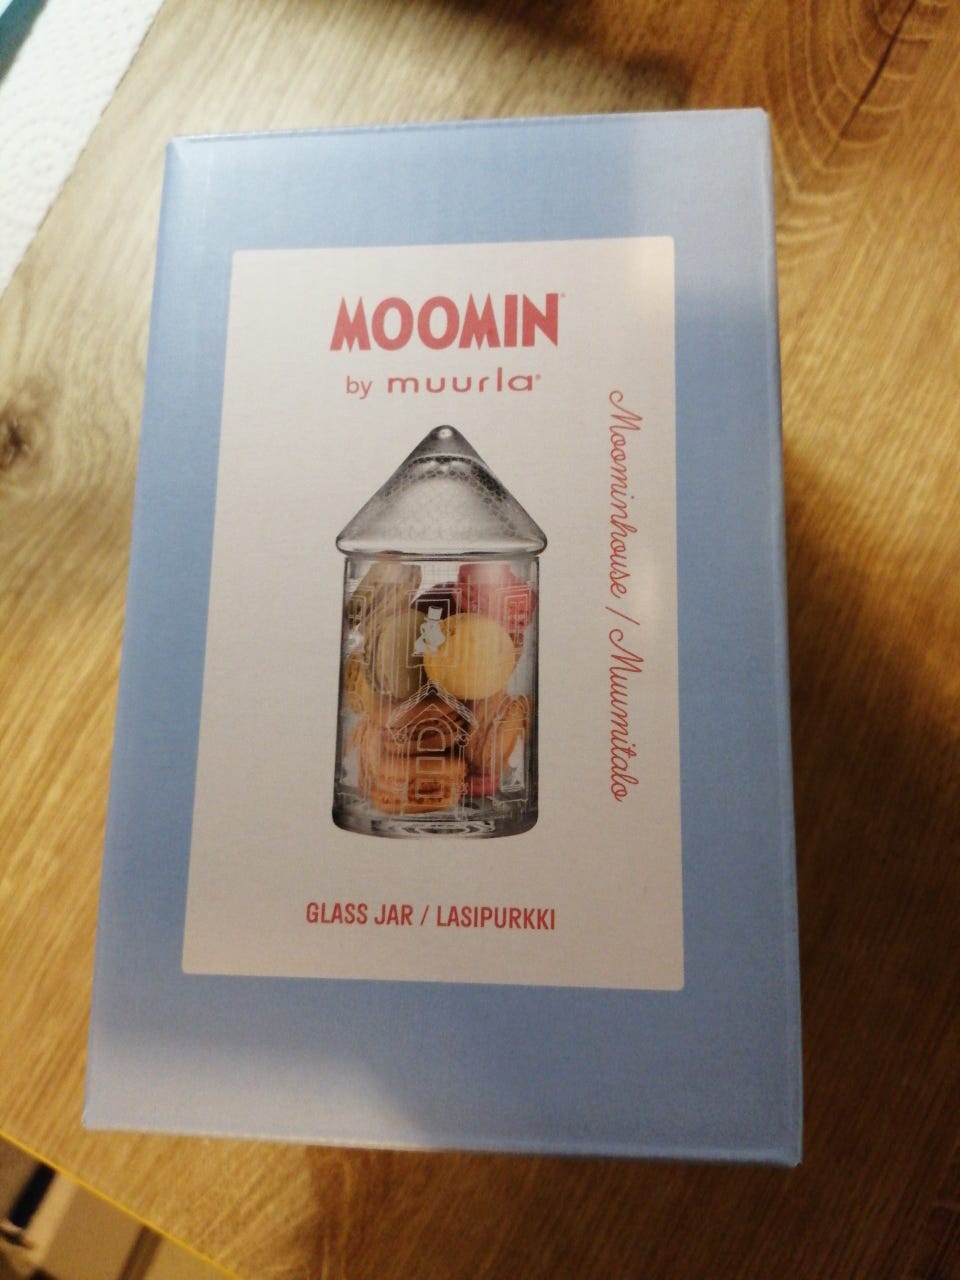 MOOMIN®
by muurla®
Moominhouse / Muumitalo
GLASS JAR / LASIPURKKI